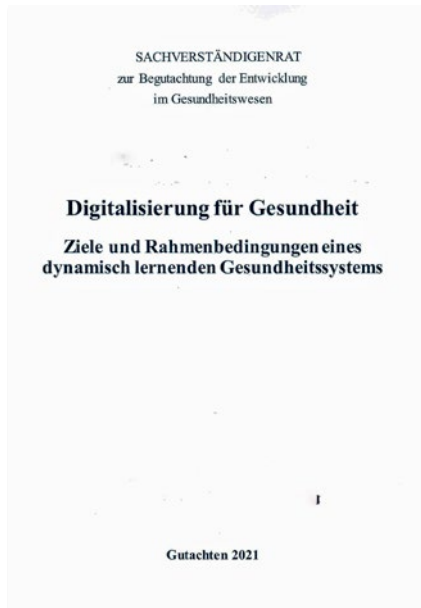 SACHVERSTÄNDIGENRAT
zur Begutachtung der Entwicklung
im Gesundheitswesen
Digitalisierung für Gesundheit
Ziele und Rahmenbedingungen eines
dynamisch lernenden Gesundheitssystems
Gutachten 2021